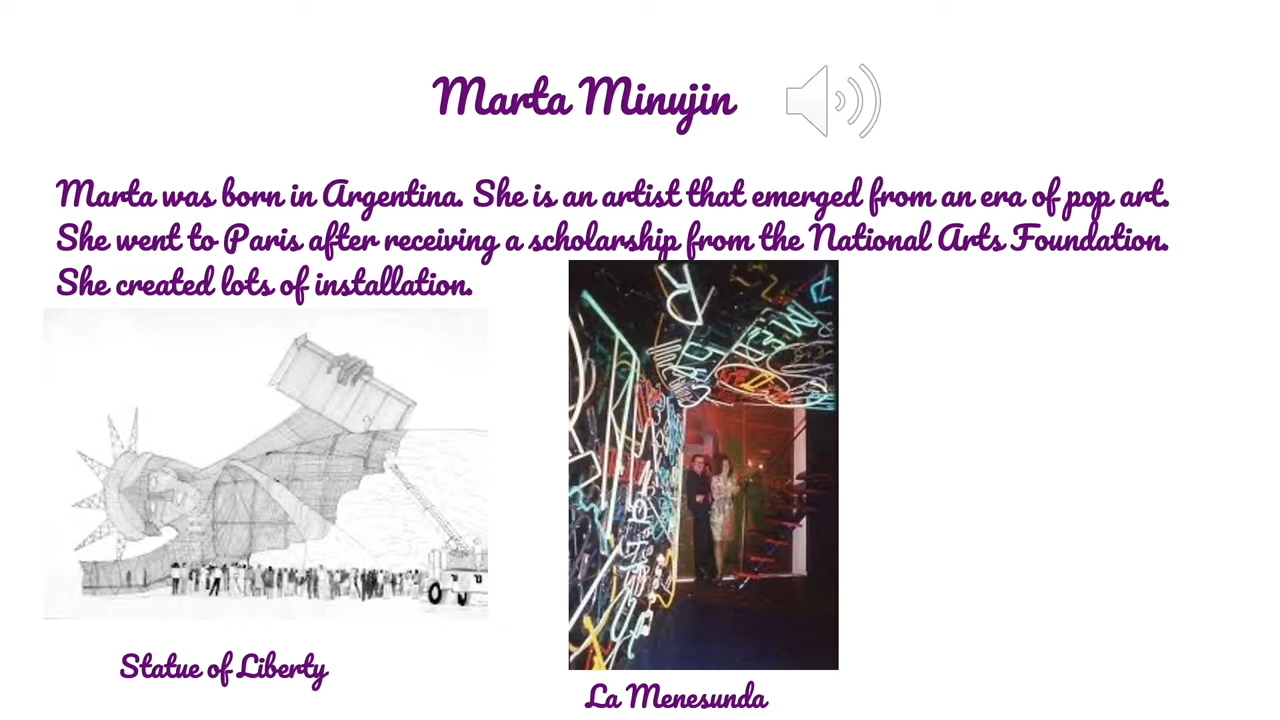 Marta Minujin
Marta was born in Argentina. She is an artist that emerged from an era of pop art.
She went to Paris after receiving a scholarship from the National Arts Foundation.
She created lots of installation.
Statue of Liberty
La Menesunda